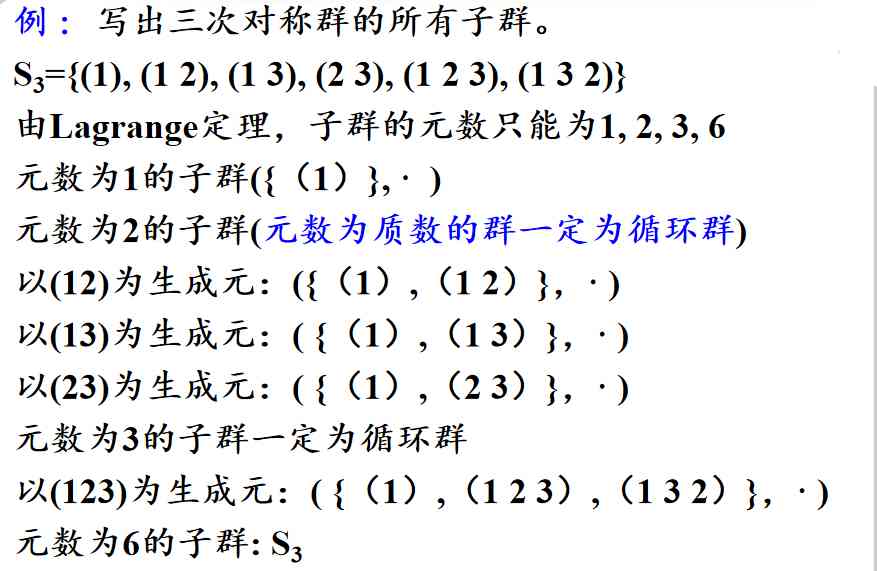 例： 写出三次对称群的所有子群。
S₃={(1), (1 2), (1 3), (2 3), (1 2 3), (1 3 2)}
由Lagrange定理，子群的元数只能为1, 2, 3, 6
元数为1的子群({（1）},· )
元数为2的子群(元数为质数的群一定为循环群)
以(12)为生成元：({（1）,（1 2）}，· )
以(13)为生成元：( {（1）,（1 3）}，· )
以(23)为生成元：( {（1）,（2 3）}，· )
元数为3的子群一定为循环群
以(123)为生成元：( {（1）,（1 2 3）,（1 3 2）}，· )
元数为6的子群: S₃